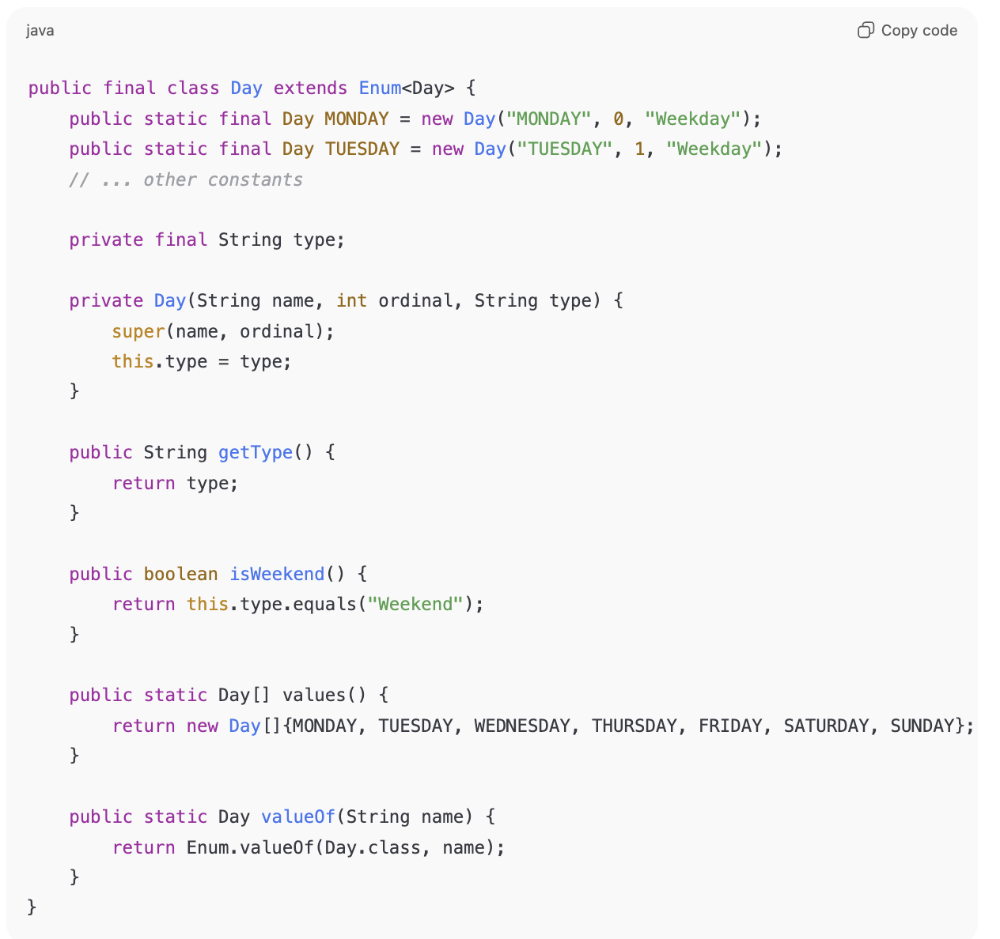 java
Copy code
public final class Day extends Enum<Day> {
    public static final Day MONDAY = new Day("MONDAY", 0, "Weekday");
    public static final Day TUESDAY = new Day("TUESDAY", 1, "Weekday");
    // ... other constants

    private final String type;

    private Day(String name, int ordinal, String type) {
        super(name, ordinal);
        this.type = type;
    }

    public String getType() {
        return type;
    }

    public boolean isWeekend() {
        return this.type.equals("Weekend");
    }

    public static Day[] values() {
        return new Day[]{MONDAY, TUESDAY, WEDNESDAY, THURSDAY, FRIDAY, SATURDAY, SUNDAY};
    }

    public static Day valueOf(String name) {
        return Enum.valueOf(Day.class, name);
    }
}